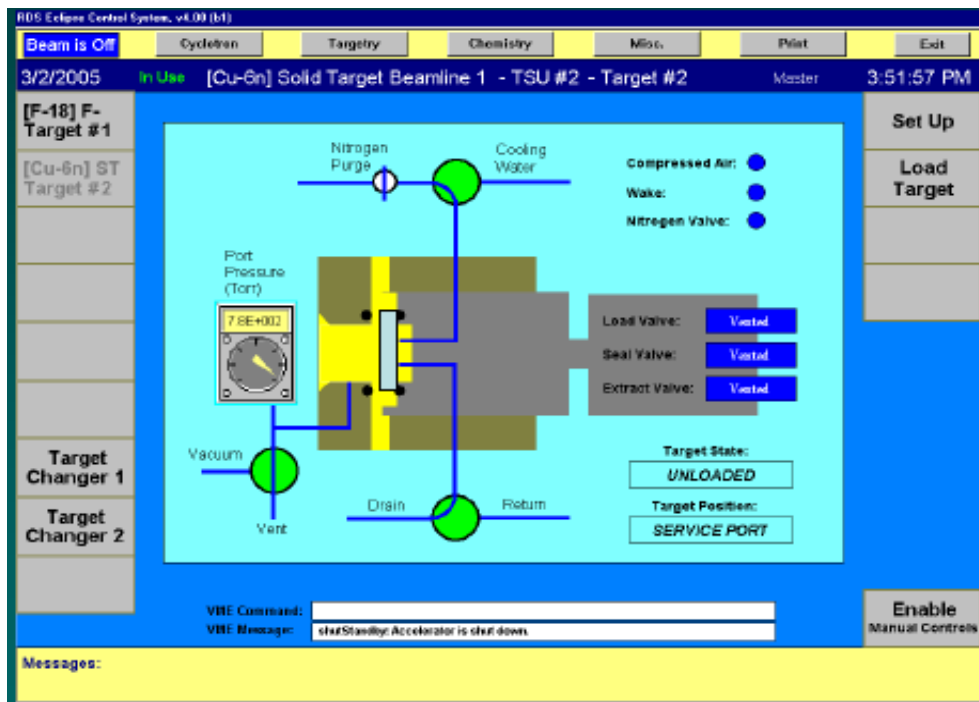 RDS Eclipse Control System, v4.00 (b1)
Beam is Off
Cyclotron
Targetry
Chemistry
Misc.
Print
Exit
3/2/2005
In Use
[Cu-6n] Solid Target Beamline 1 - TSU #2 - Target #2
Master
3:51:57 PM
[F-18] F-
Target #1
[Cu-6n] ST
Target #2
Target
Changer 1
Target
Changer 2
Nitrogen
Purge
Cooling
Water
Compressed Air:
Wake:
Nitrogen Valve:
Port
Pressure
(Torr)
7.8E+002
Load Valve:
Vented
Seal Valve:
Vented
Extract Valve:
Vented
Vacuum
Vent
Drain
Return
Target State:
UNLOADED
Target Position:
SERVICE PORT
Set Up
Load
Target
Enable
Manual Controls
VME Command:
VME Message:
shutStandby: Accelerator is shut down.
Messages: